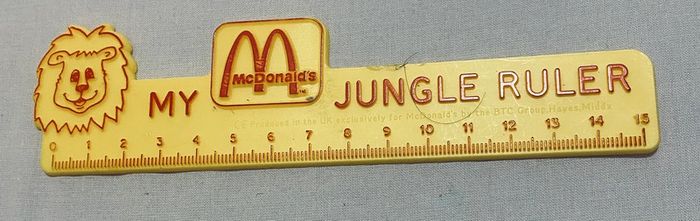 McDonald's
TM
MY JUNGLE RULER
© Produced in the UK exclusively for McDonald's by the BTC Group, Hayes, Middx
0 1 2 3 4 5 6 7 8 9 10 11 12 13 14 15